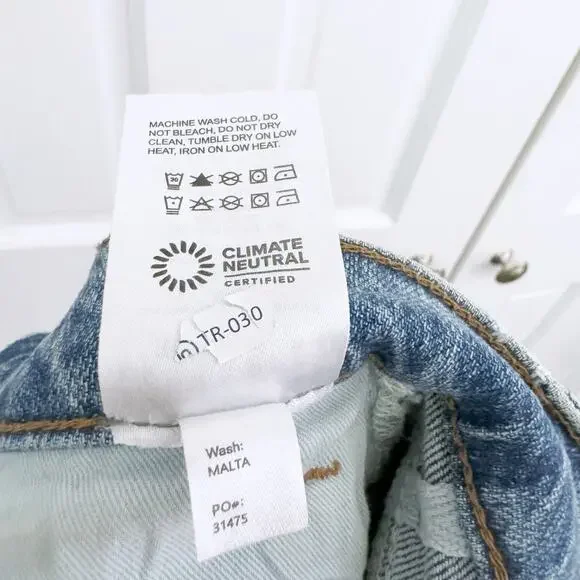 MACHINE WASH COLD, DO
NOT BLEACH, DO NOT DRY
CLEAN, TUMBLE DRY ON LOW
HEAT, IRON ON LOW HEAT.
30
CLIMATE
NEUTRAL
CERTIFIED
TR-030
Wash:
MALTA
PO#:
31475